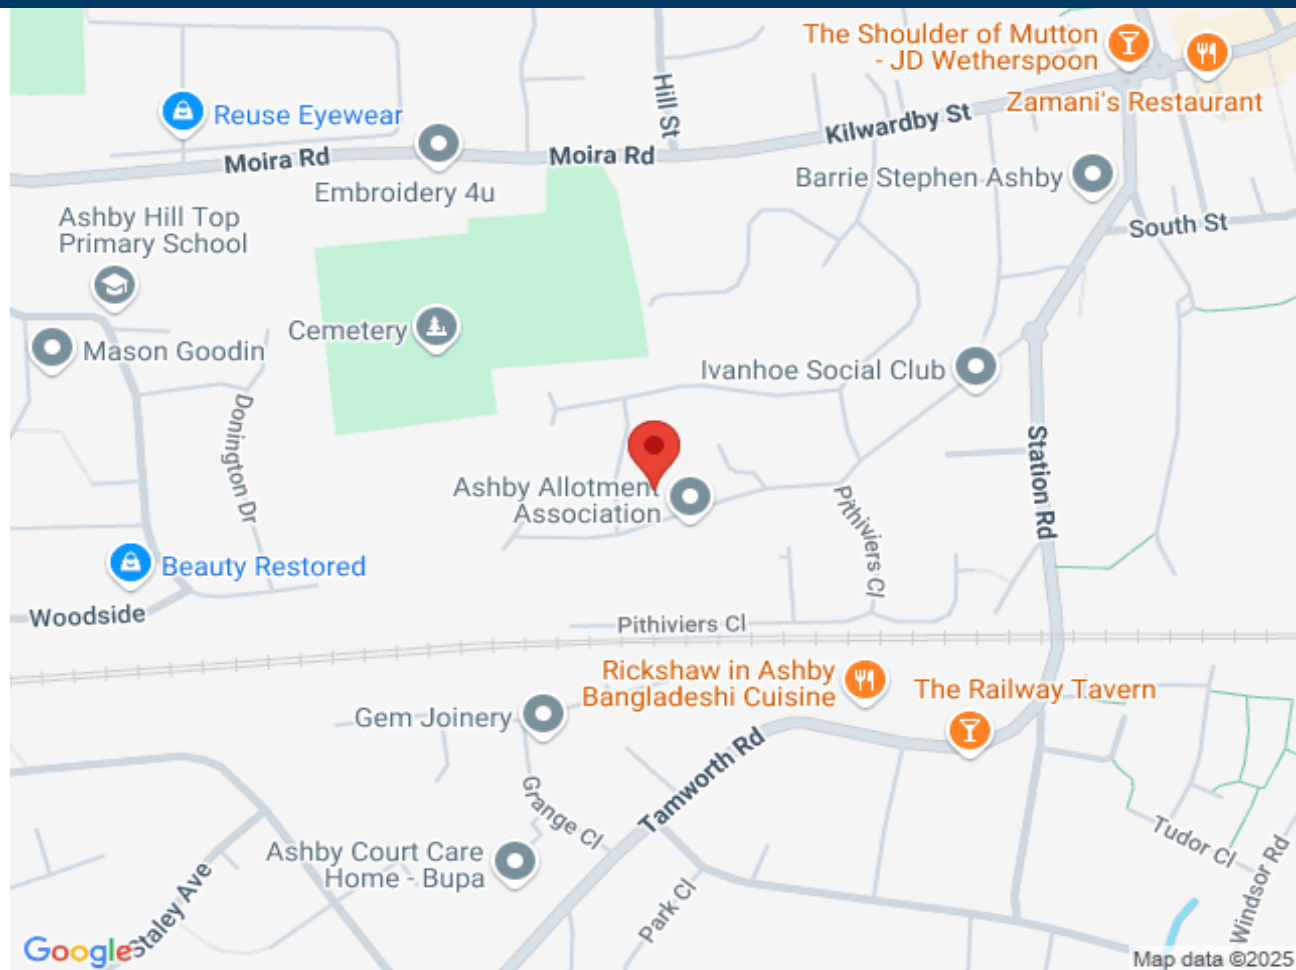 The Shoulder of Mutton
- JD Wetherspoon
Zamani's Restaurant
Reuse Eyewear
Hill St
Kilwardby St
Moira Rd
Moira Rd
Embroidery 4u
Barrie Stephen Ashby
Ashby Hill Top
Primary School
South St
Cemetery
Mason Goodin
Ivanhoe Social Club
Donington Dr
Station Rd
Ashby Allotment
Association
Pithiviers Cl
Beauty Restored
Woodside
Pithiviers Cl
Rickshaw in Ashby
Bangladeshi Cuisine
The Railway Tavern
Gem Joinery
Tamworth Rd
Grange Cl
Tudor Cl
Ashby Court Care
Home - Bupa
Windsor Rd
Staley Ave
Park Cl
Google
Map data ©2025